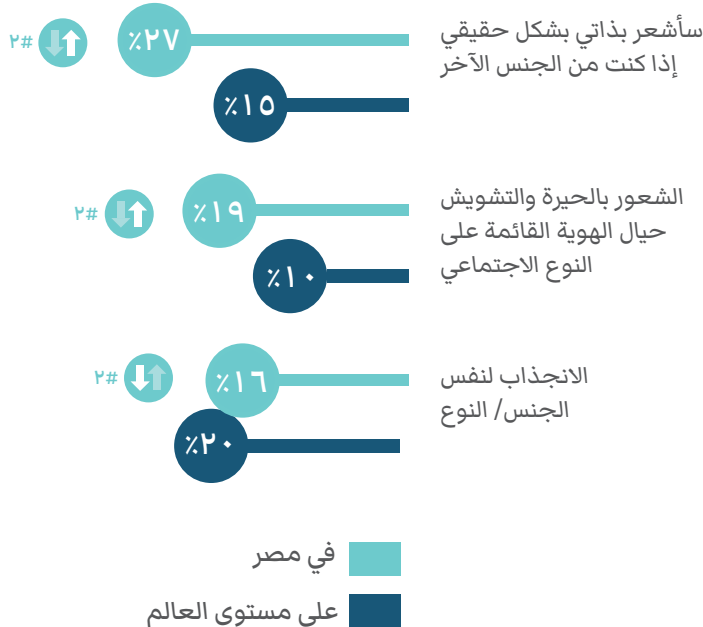 سأشعر بذاتي بشكل حقيقي
إذا كنت من الجنس الآخر
٪٢٧
#٢
٪١٥
الشعور بالحيرة والتشويش
حيال الهوية القائمة على
النوع الاجتماعي
٪١٩
#٢
٪١٠
الانجذاب لنفس
الجنس/ النوع
٪١٦
#٢
٪٢٠
في مصر
على مستوى العالم